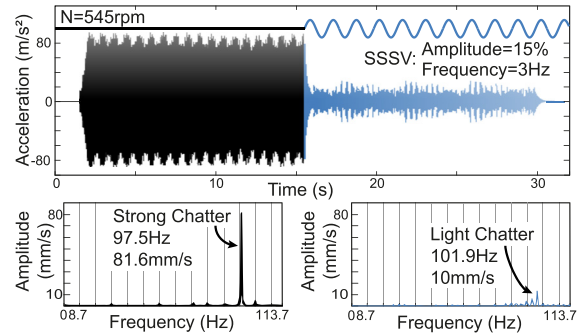 N=545rpm
Acceleration (m/s²)
80
0
-80
SSSV: Amplitude=15%
Frequency=3Hz
0
10
20
30
Time (s)
Amplitude
(mm/s)
80
10
Strong Chatter
97.5Hz
81.6mm/s
08.7
113.7
Frequency (Hz)
Amplitude
(mm/s)
80
10
Light Chatter
101.9Hz
10mm/s
08.7
113.7
Frequency (Hz)